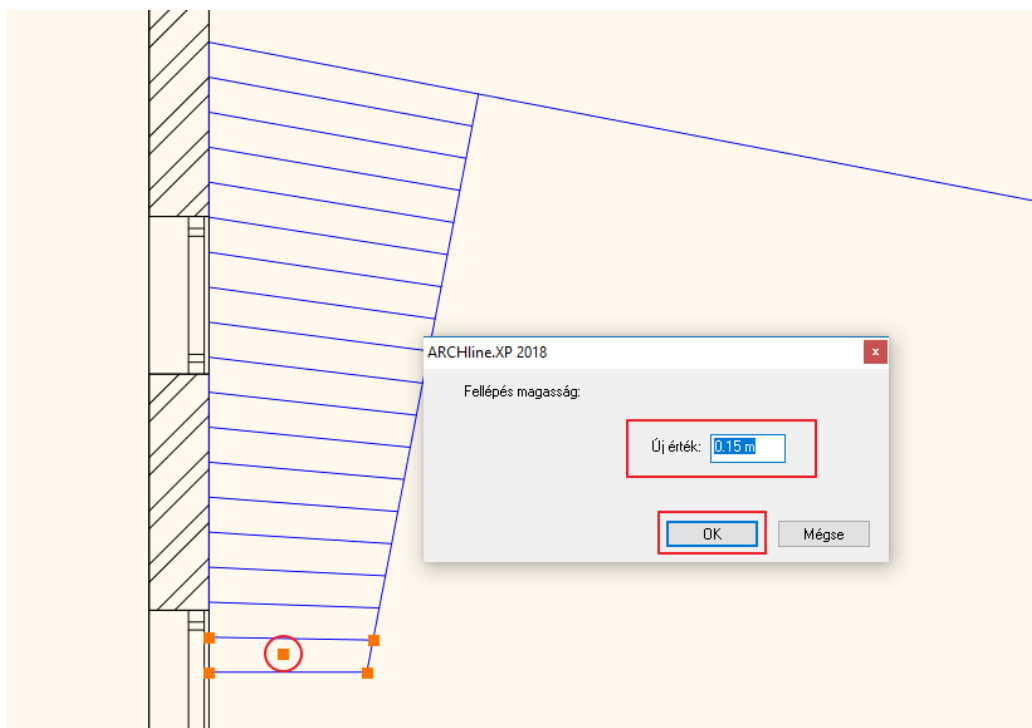 ARCHline.XP 2018
x
Fellépés magasság:
Új érték: 0.15 m
OK Mégse